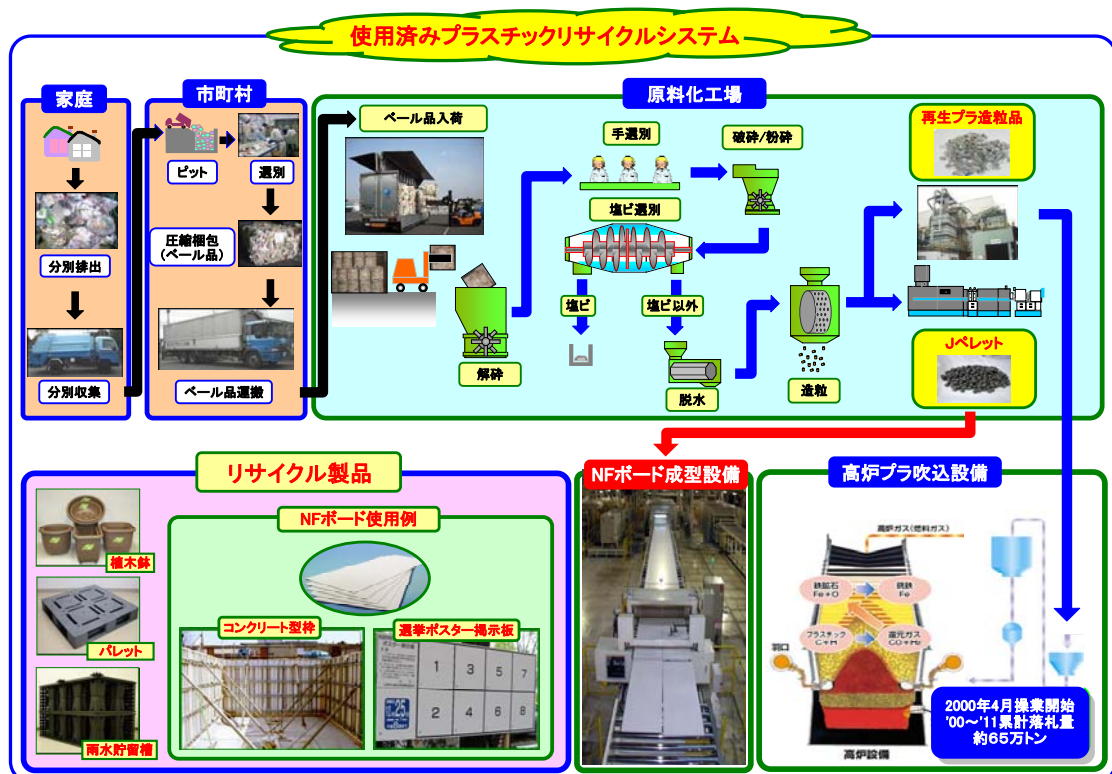 使用済みプラスチックリサイクルシステム
家庭
分別排出
分別収集
市町村
ピット
選別
圧縮梱包
(ベール品)
ベール品運搬
原料化工場
ベール品入荷
解砕
手選別
破砕/粉砕
塩ビ選別
塩ビ
塩ビ以外
脱水
造粒
再生プラ造粒品
Jペレット
リサイクル製品
植木鉢
パレット
雨水貯留槽
NFボード使用例
コンクリート型枠
選挙ポスター掲示板
1
3
5
7
2
4
6
8
25
NFボード成型設備
高炉プラ吹込設備
高炉ガス(燃料ガス)
鉄鉱石
Fe+O
銑鉄
Fe
プラスチック
C+H
還元ガス
CO+H2
羽口
高炉設備
2000年4月操業開始
'00～'11累計落札量
約65万トン